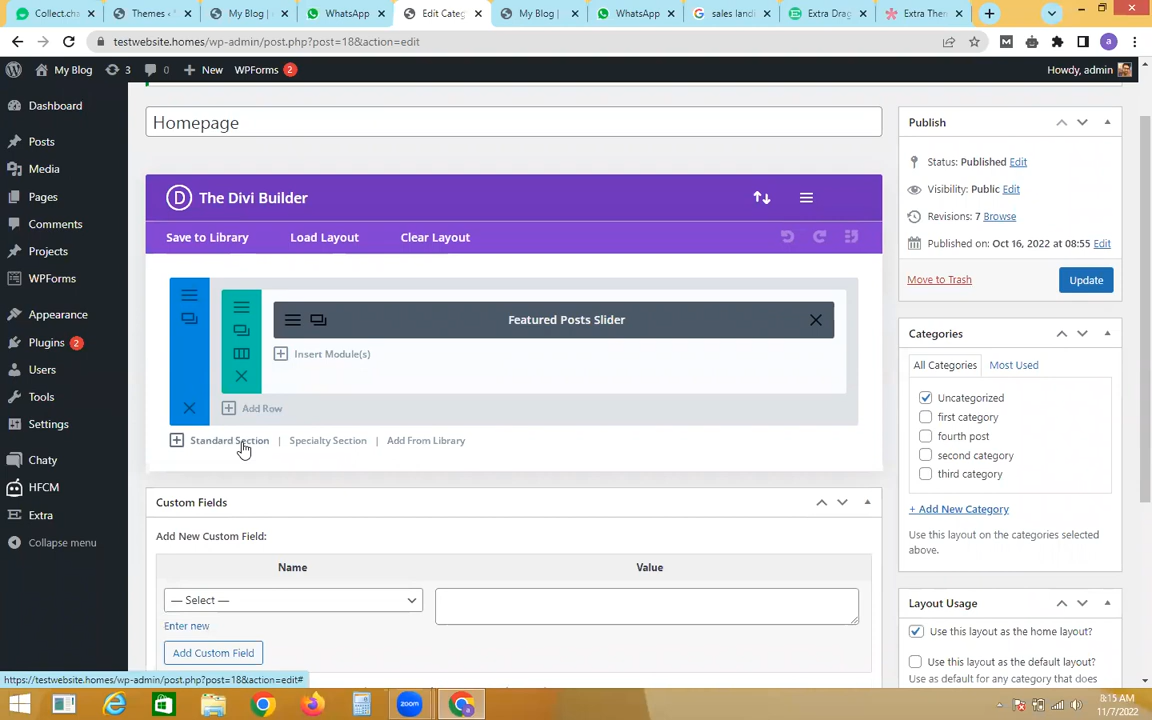 Collect.cha
Themes ‹
My Blog |
WhatsApp
Edit Categ
My Blog |
WhatsApp
sales landi
Extra Drag
Extra Then
testwebsite.homes/wp-admin/post.php?post=18&action=edit
My Blog 3 New WPForms 2 Howdy, admin
Dashboard
Posts
Media
Pages
Comments
Projects
WPForms
Appearance
Plugins 2
Users
Tools
Settings
Chaty
HFCM
Extra
Collapse menu
Homepage
The Divi Builder
Save to Library Load Layout Clear Layout
Featured Posts Slider
Insert Module(s)
Add Row
Standard Section | Specialty Section | Add From Library
Custom Fields
Add New Custom Field:
Name Value
— Select —
Enter new
Add Custom Field
Publish
Status: Published Edit
Visibility: Public Edit
Revisions: 7 Browse
Published on: Oct 16, 2022 at 08:55 Edit
Move to Trash Update
Categories
All Categories Most Used
Uncategorized
first category
fourth post
second category
third category
+ Add New Category
Use this layout on the categories selected
above.
Layout Usage
Use this layout as the home layout?
Use this layout as the default layout?
Use as default for any category that does
https://testwebsite.homes/wp-admin/post.php?post=18&action=edit#
zoom
8:15 AM
11/7/2022